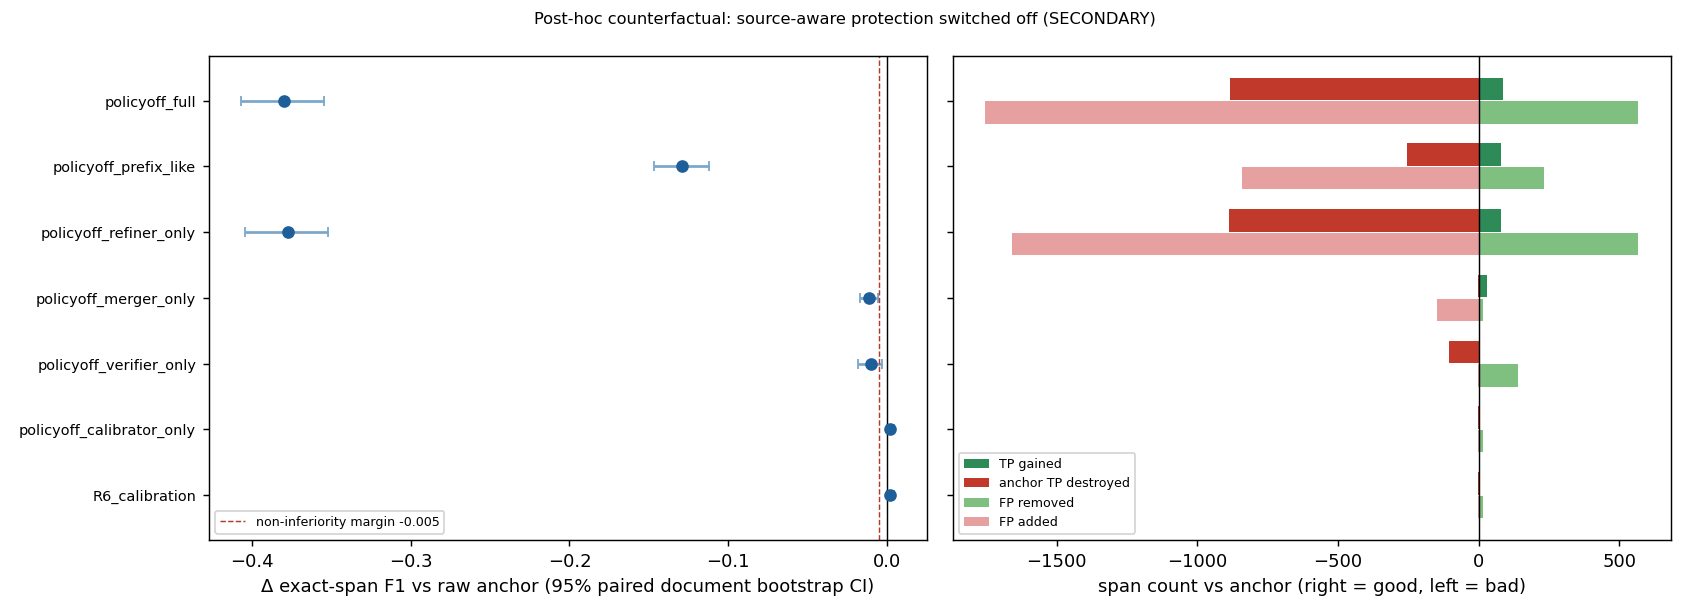 Post-hoc counterfactual: source-aware protection switched off (SECONDARY)
policyoff_full
policyoff_prefix_like
policyoff_refiner_only
policyoff_merger_only
policyoff_verifier_only
policyoff_calibrator_only
R6_calibration
non-inferiority margin -0.005
−0.4 −0.3 −0.2 −0.1 0.0
Δ exact-span F1 vs raw anchor (95% paired document bootstrap CI)
TP gained
anchor TP destroyed
FP removed
FP added
−1500 −1000 −500 0 500
span count vs anchor (right = good, left = bad)